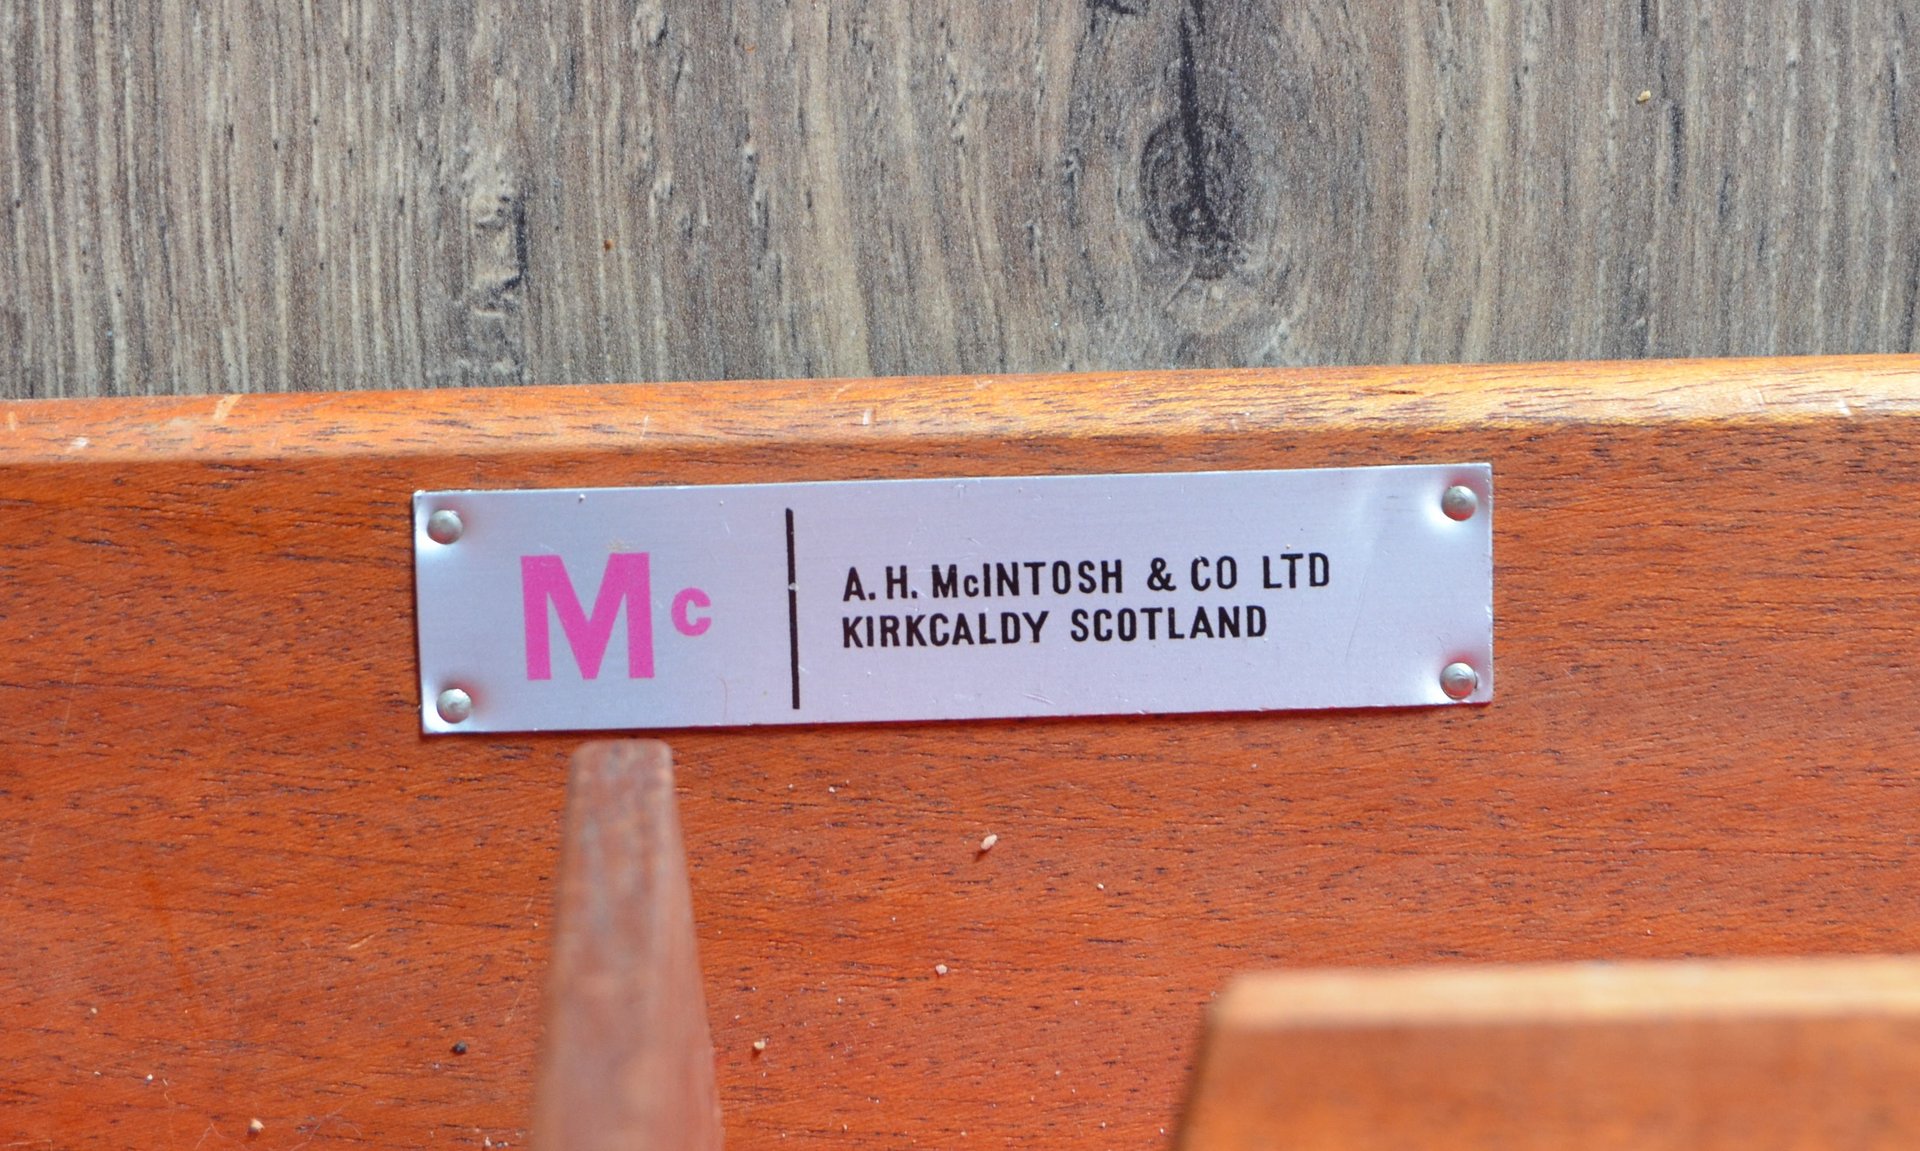 Mc
A. H. McINTOSH & CO LTD
KIRKCALDY SCOTLAND